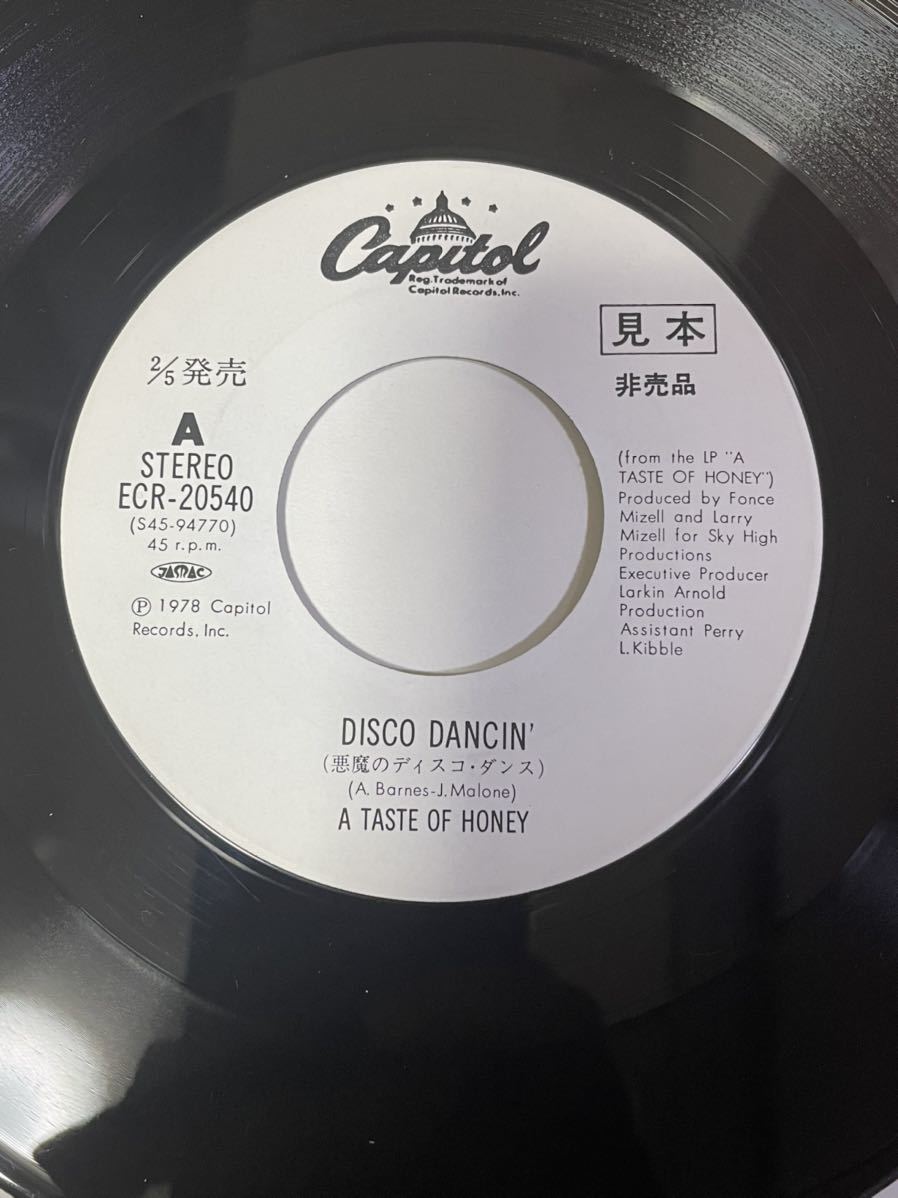 Capitol
Reg. Trademark of
Capitol Records, Inc.
見本
非売品
2/5発売
A
STEREO
ECR-20540
(S45-94770)
45 r.p.m.
JASRAC
Ⓟ 1978 Capitol
Records, Inc.
(from the LP "A
TASTE OF HONEY")
Produced by Fonce
Mizell and Larry
Mizell for Sky High
Productions
Executive Producer
Larkin Arnold
Production
Assistant Perry
L. Kibble
DISCO DANCIN'
(悪魔のディスコ・ダンス)
(A. Barnes-J. Malone)
A TASTE OF HONEY